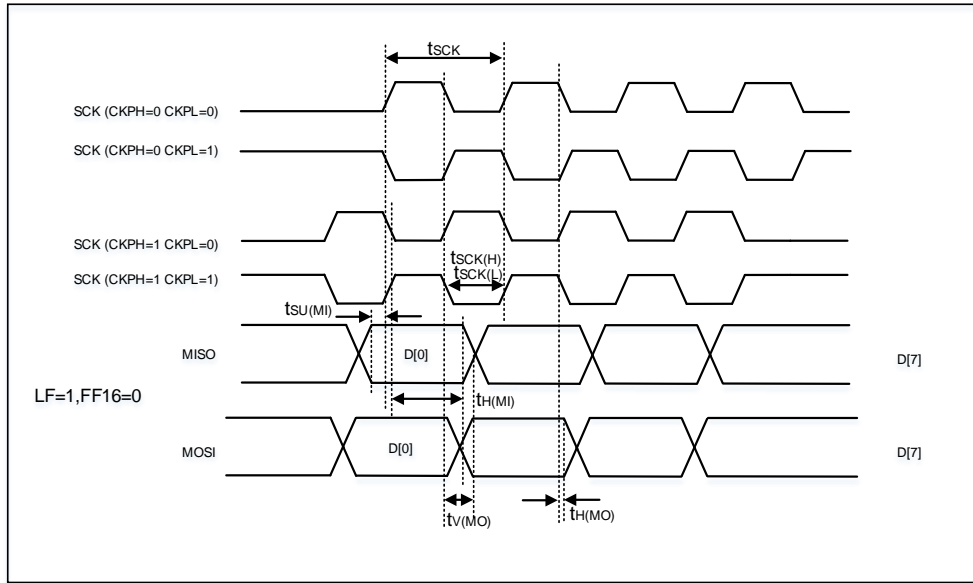 tSCK
SCK (CKPH=0 CKPL=0)
SCK (CKPH=0 CKPL=1)
SCK (CKPH=1 CKPL=0)
tSCK(H)
SCK (CKPH=1 CKPL=1)
tSCK(L)
tSU(MI)
MISO
D[0]
D[7]
LF=1,FF16=0
tH(MI)
MOSI
D[0]
D[7]
tV(MO)
tH(MO)